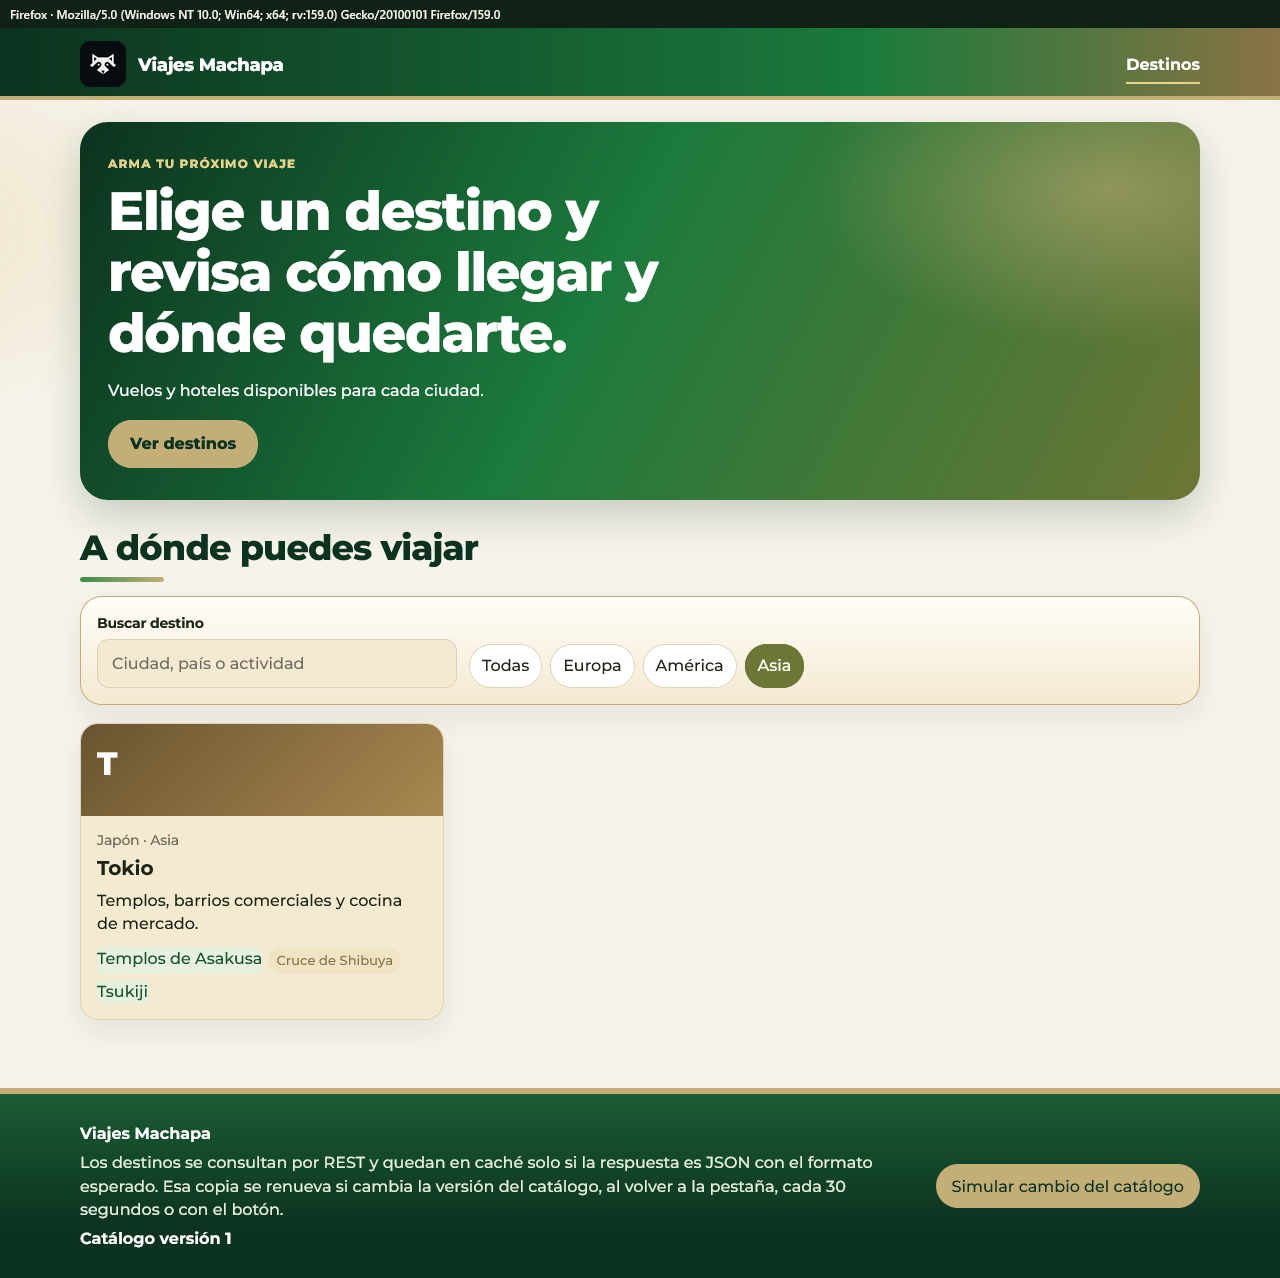 Firefox · Mozilla/5.0 (Windows NT 10.0; Win64; x64; rv:159.0) Gecko/20100101 Firefox/159.0
Viajes Machapa
Destinos
ARMA TU PRÓXIMO VIAJE
Elige un destino y
revisa cómo llegar y
dónde quedarte.
Vuelos y hoteles disponibles para cada ciudad.
Ver destinos
A dónde puedes viajar
Buscar destino
Ciudad, país o actividad
Todas
Europa
América
Asia
T
Japón · Asia
Tokio
Templos, barrios comerciales y cocina
de mercado.
Templos de Asakusa
Cruce de Shibuya
Tsukiji
Viajes Machapa
Los destinos se consultan por REST y quedan en caché solo si la respuesta es JSON con el formato
esperado. Esa copia se renueva si cambia la versión del catálogo, al volver a la pestaña, cada 30
segundos o con el botón.
Catálogo versión 1
Simular cambio del catálogo